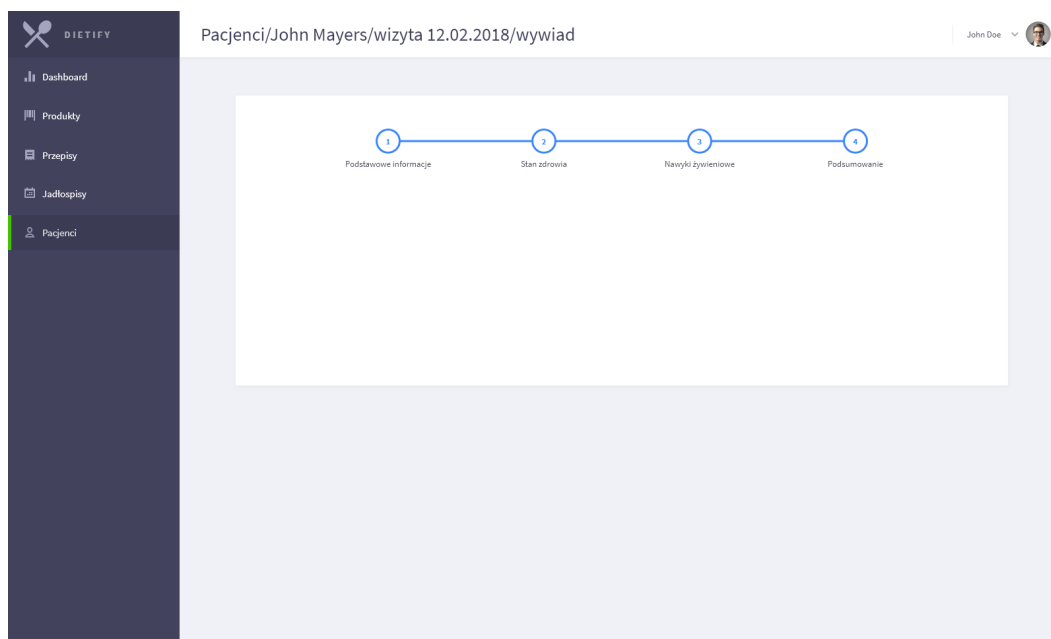 DIETIFY
Pacjenci/John Mayers/wizyta 12.02.2018/wywiad
John Doe
Dashboard
Produkty
Przepisy
Jadłospisy
Pacjenci
1
2
3
4
Podstawowe informacje
Stan zdrowia
Nawyki żywieniowe
Podsumowanie